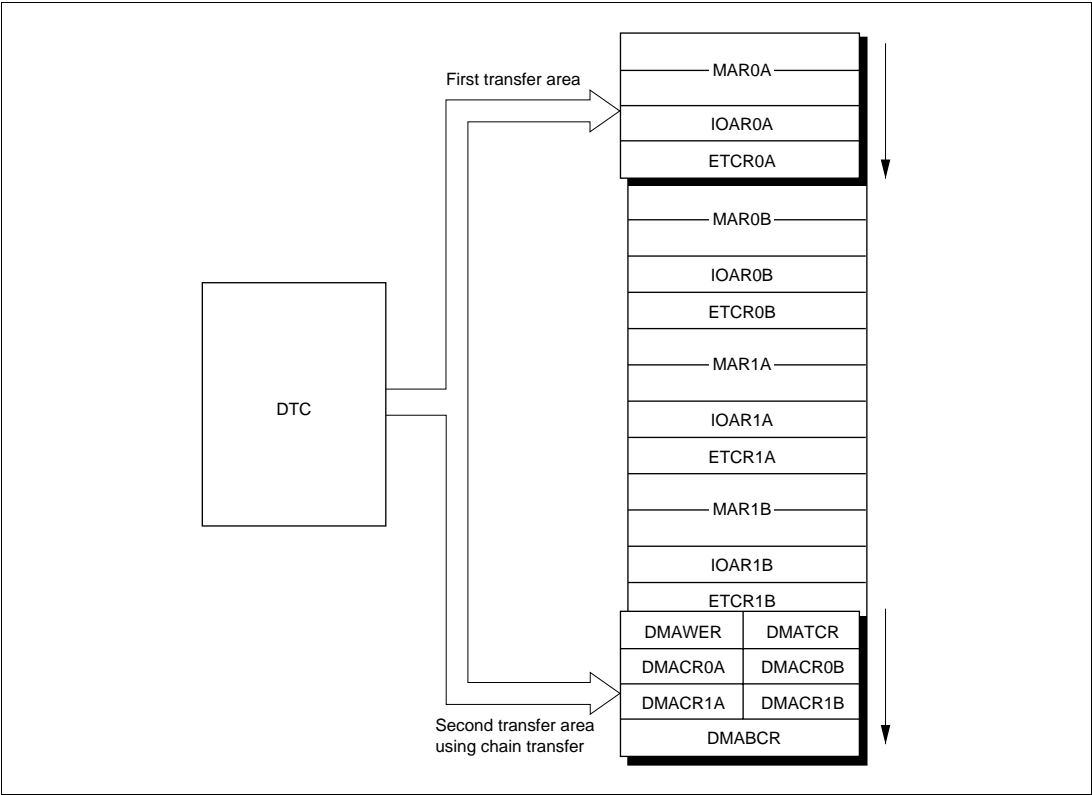 First transfer area
MAR0A
IOAR0A
ETCR0A
MAR0B
IOAR0B
ETCR0B
MAR1A
DTC
IOAR1A
ETCR1A
MAR1B
IOAR1B
ETCR1B
DMAWER DMATCR
DMACR0A DMACR0B
DMACR1A DMACR1B
Second transfer area
using chain transfer
DMABCR